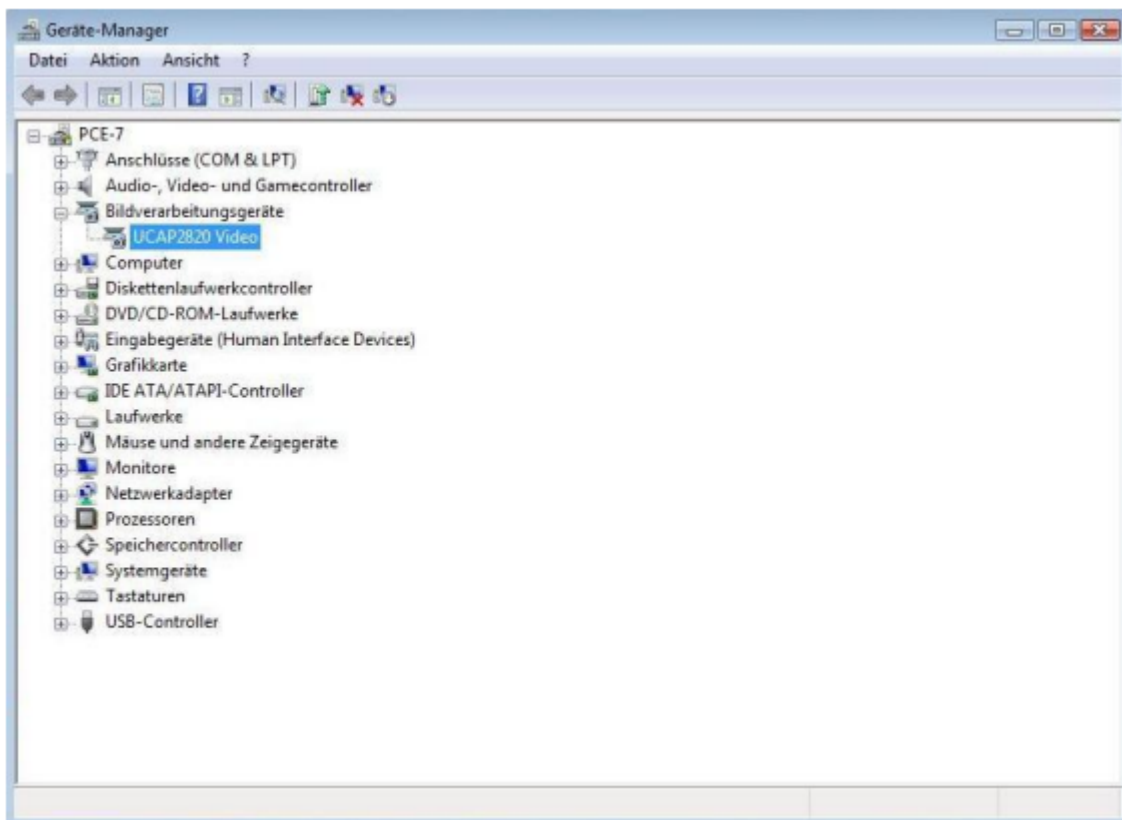 Geräte-Manager
Datei Aktion Ansicht ?
PCE-7
Anschlüsse (COM & LPT)
Audio-, Video- und Gamecontroller
Bildverarbeitungsgeräte
UCAP2820 Video
Computer
Diskettenlaufwerkcontroller
DVD/CD-ROM-Laufwerke
Eingabegeräte (Human Interface Devices)
Grafikkarte
IDE ATA/ATAPI-Controller
Laufwerke
Mäuse und andere Zeigegeräte
Monitore
Netzwerkadapter
Prozessoren
Speichercontroller
Systemgeräte
Tastaturen
USB-Controller